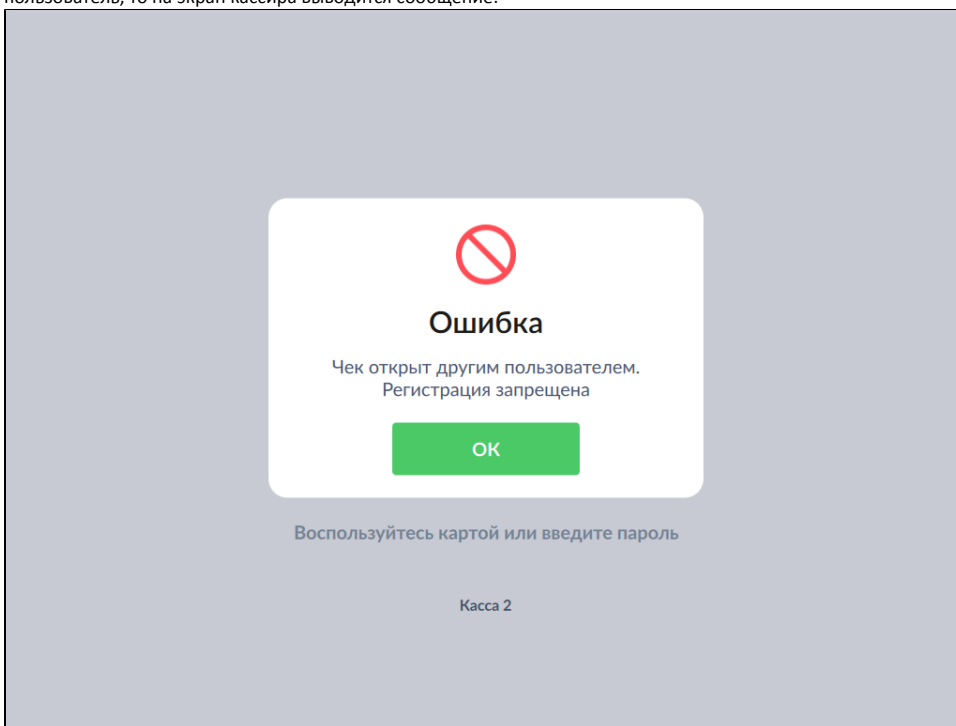 пользователь, то на экран кассира выводится сообщение:
Ошибка
Чек открыт другим пользователем.
Регистрация запрещена
ОК
Воспользуйтесь картой или введите пароль
Касса 2